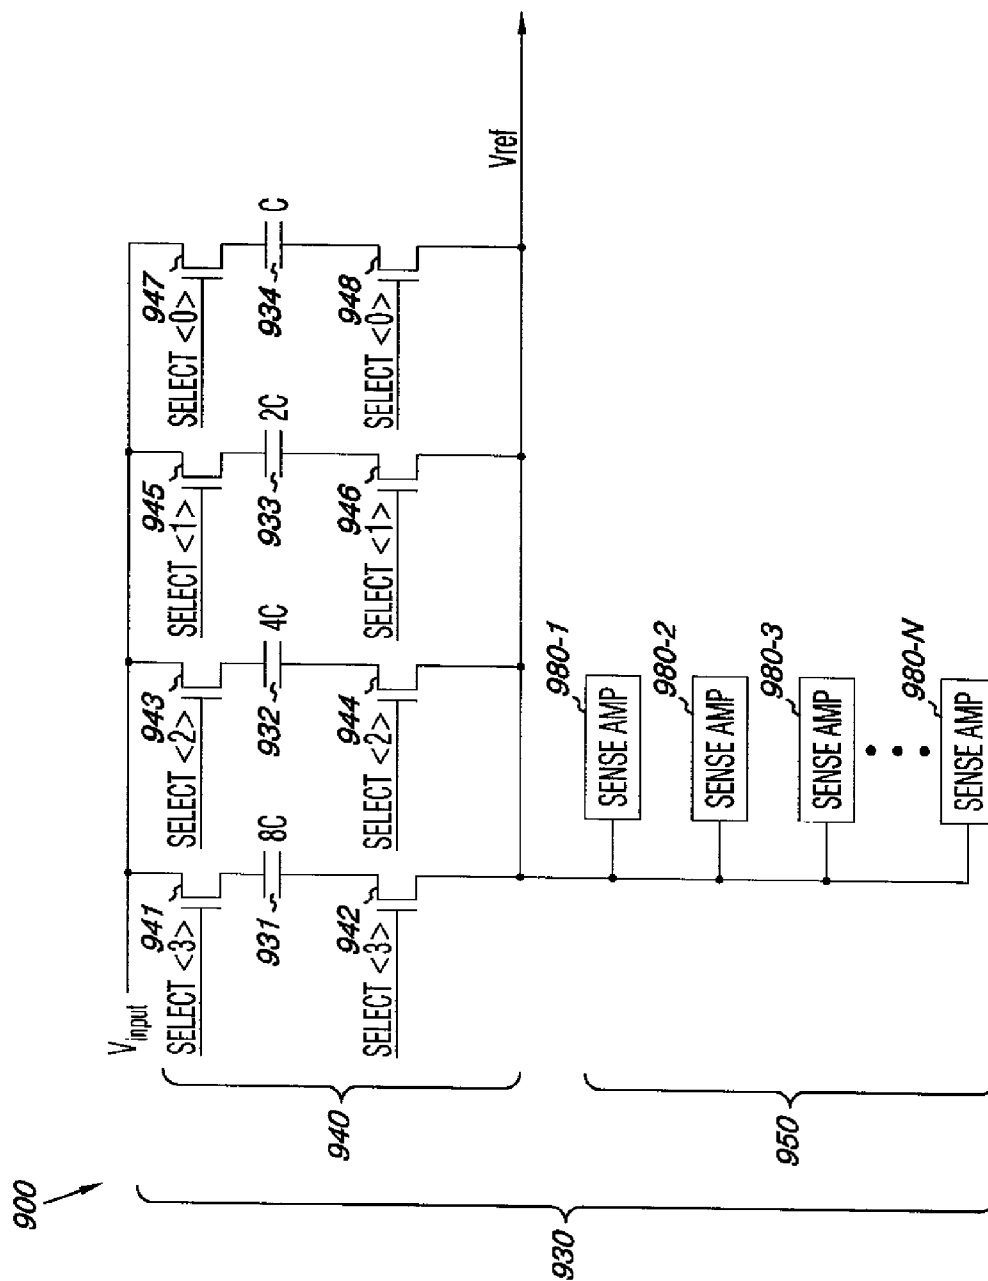 900
V_input
941
SELECT <3>
931
8C
942
SELECT <3>
943
SELECT <2>
932
4C
944
SELECT <2>
945
SELECT <1>
933
2C
946
SELECT <1>
947
SELECT <0>
934
C
948
SELECT <0>
Vref
940
930
950
980-1
SENSE AMP
980-2
SENSE AMP
980-3
SENSE AMP
980-N
SENSE AMP